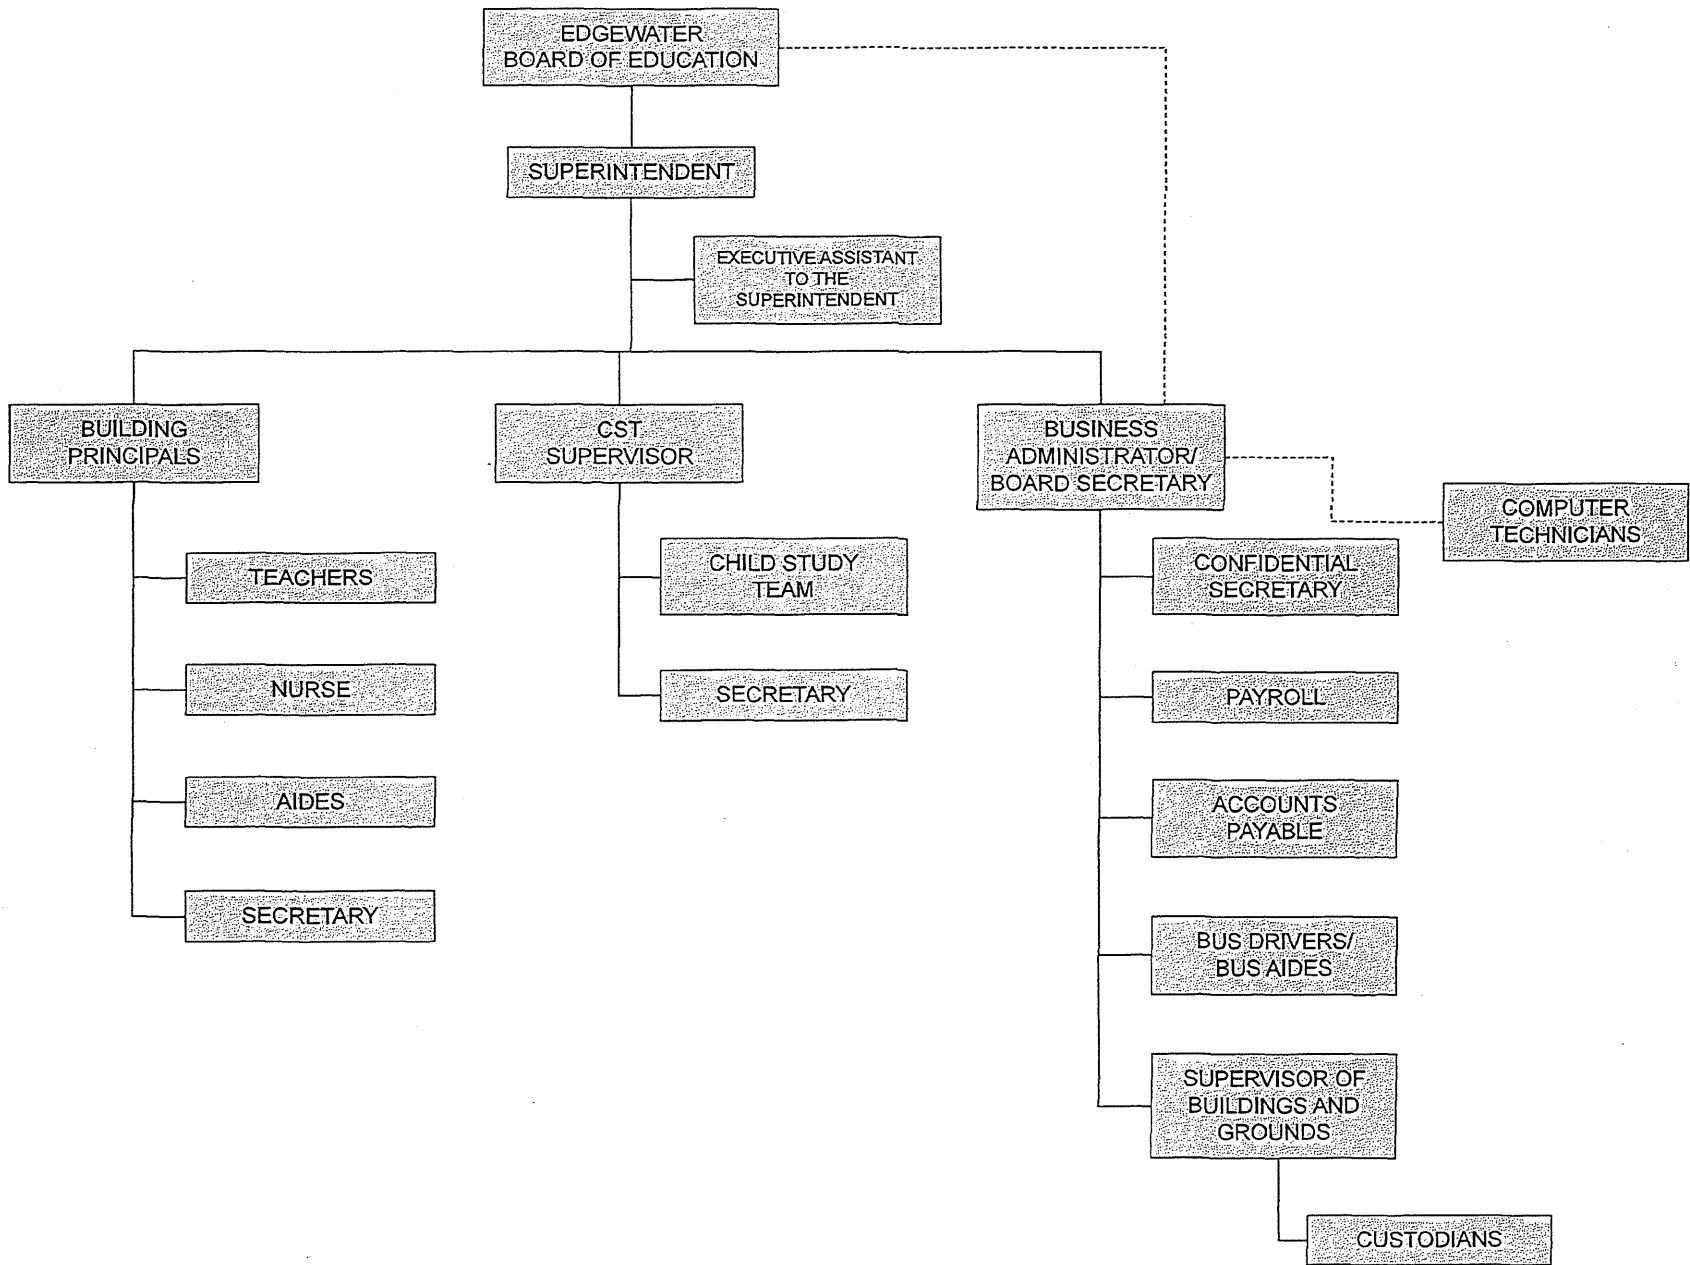 EDGEWATER
BOARD OF EDUCATION
SUPERINTENDENT
EXECUTIVE ASSISTANT
TO THE
SUPERINTENDENT
BUILDING
PRINCIPALS
TEACHERS
NURSE
AIDES
SECRETARY
CST
SUPERVISOR
CHILD STUDY
TEAM
SECRETARY
BUSINESS
ADMINISTRATOR/
BOARD SECRETARY
COMPUTER
TECHNICIANS
CONFIDENTIAL
SECRETARY
PAYROLL
ACCOUNTS
PAYABLE
BUS DRIVERS/
BUS AIDES
SUPERVISOR OF
BUILDINGS AND
GROUNDS
CUSTODIANS